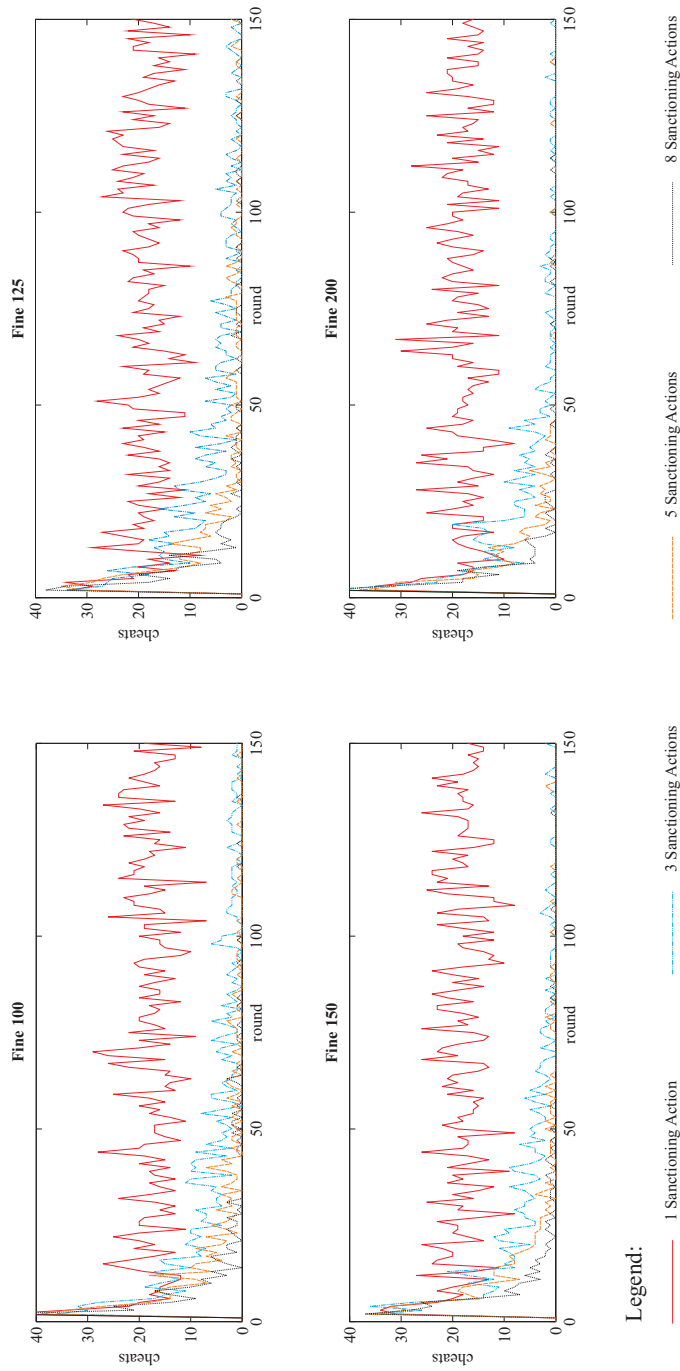 Fine 100
40
30
20
10
0
cheats
0
50
100
150
round
Fine 125
40
30
20
10
0
cheats
0
50
100
150
round
Fine 150
40
30
20
10
0
cheats
0
50
100
150
round
Fine 200
40
30
20
10
0
cheats
0
50
100
150
round
Legend:
1 Sanctioning Action
3 Sanctioning Actions
5 Sanctioning Actions
8 Sanctioning Actions